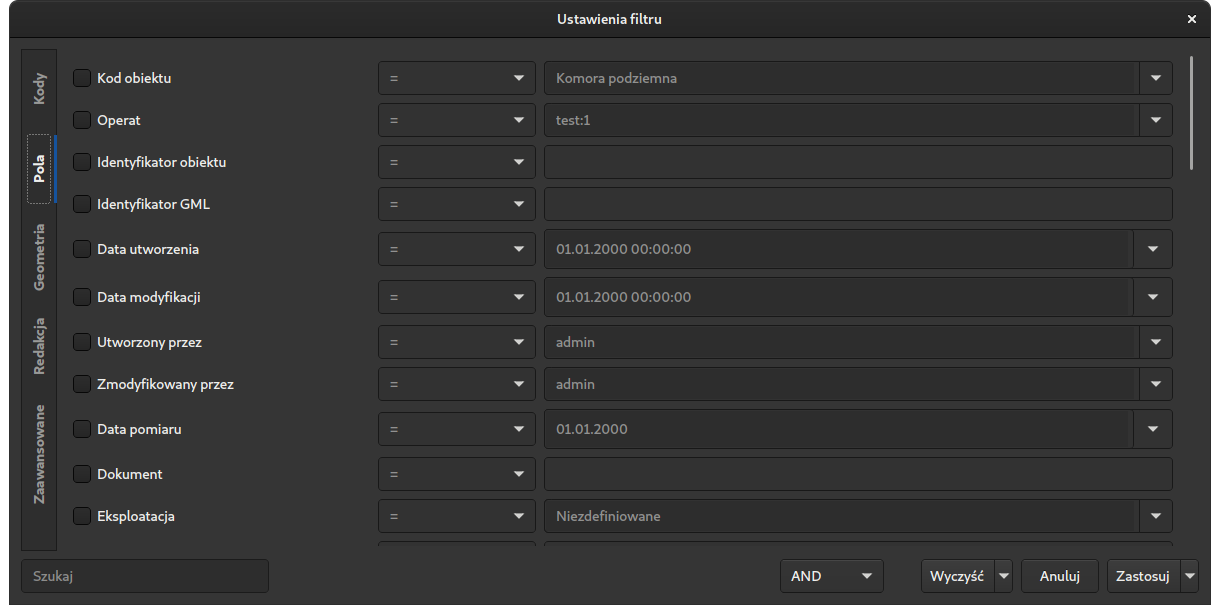 Ustawienia filtru
Kody
Pola
Geometria
Redakcja
Zaawansowane
Kod obiektu = Komora podziemna
Operat = test:1
Identyfikator obiektu =
Identyfikator GML =
Data utworzenia = 01.01.2000 00:00:00
Data modyfikacji = 01.01.2000 00:00:00
Utworzony przez = admin
Zmodyfikowany przez = admin
Data pomiaru = 01.01.2000
Dokument =
Eksploatacja = Niezdefiniowane
Szukaj AND Wyczyść Anuluj Zastosuj